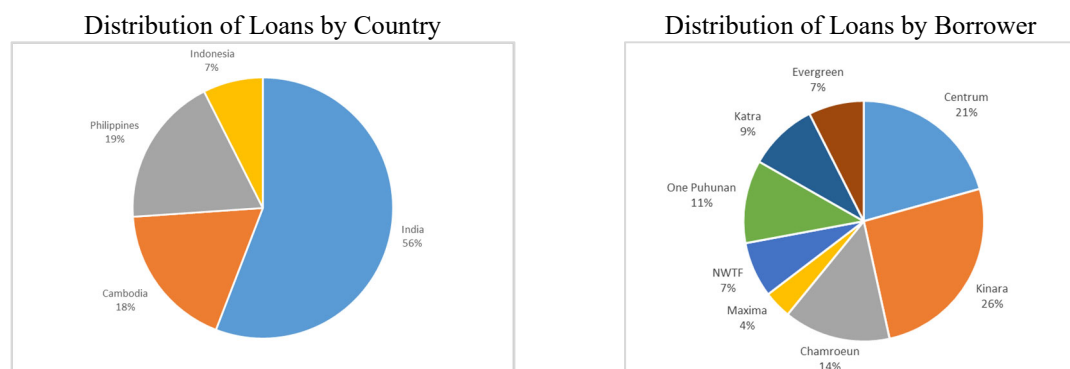 Distribution of Loans by Country
Indonesia
7%
Philippines
19%
India
56%
Cambodia
18%
Distribution of Loans by Borrower
Evergreen
7%
Centrum
21%
Katra
9%
One Puhunan
11%
Kinara
26%
NWTF
7%
Maxima
4%
Chamroeun
14%